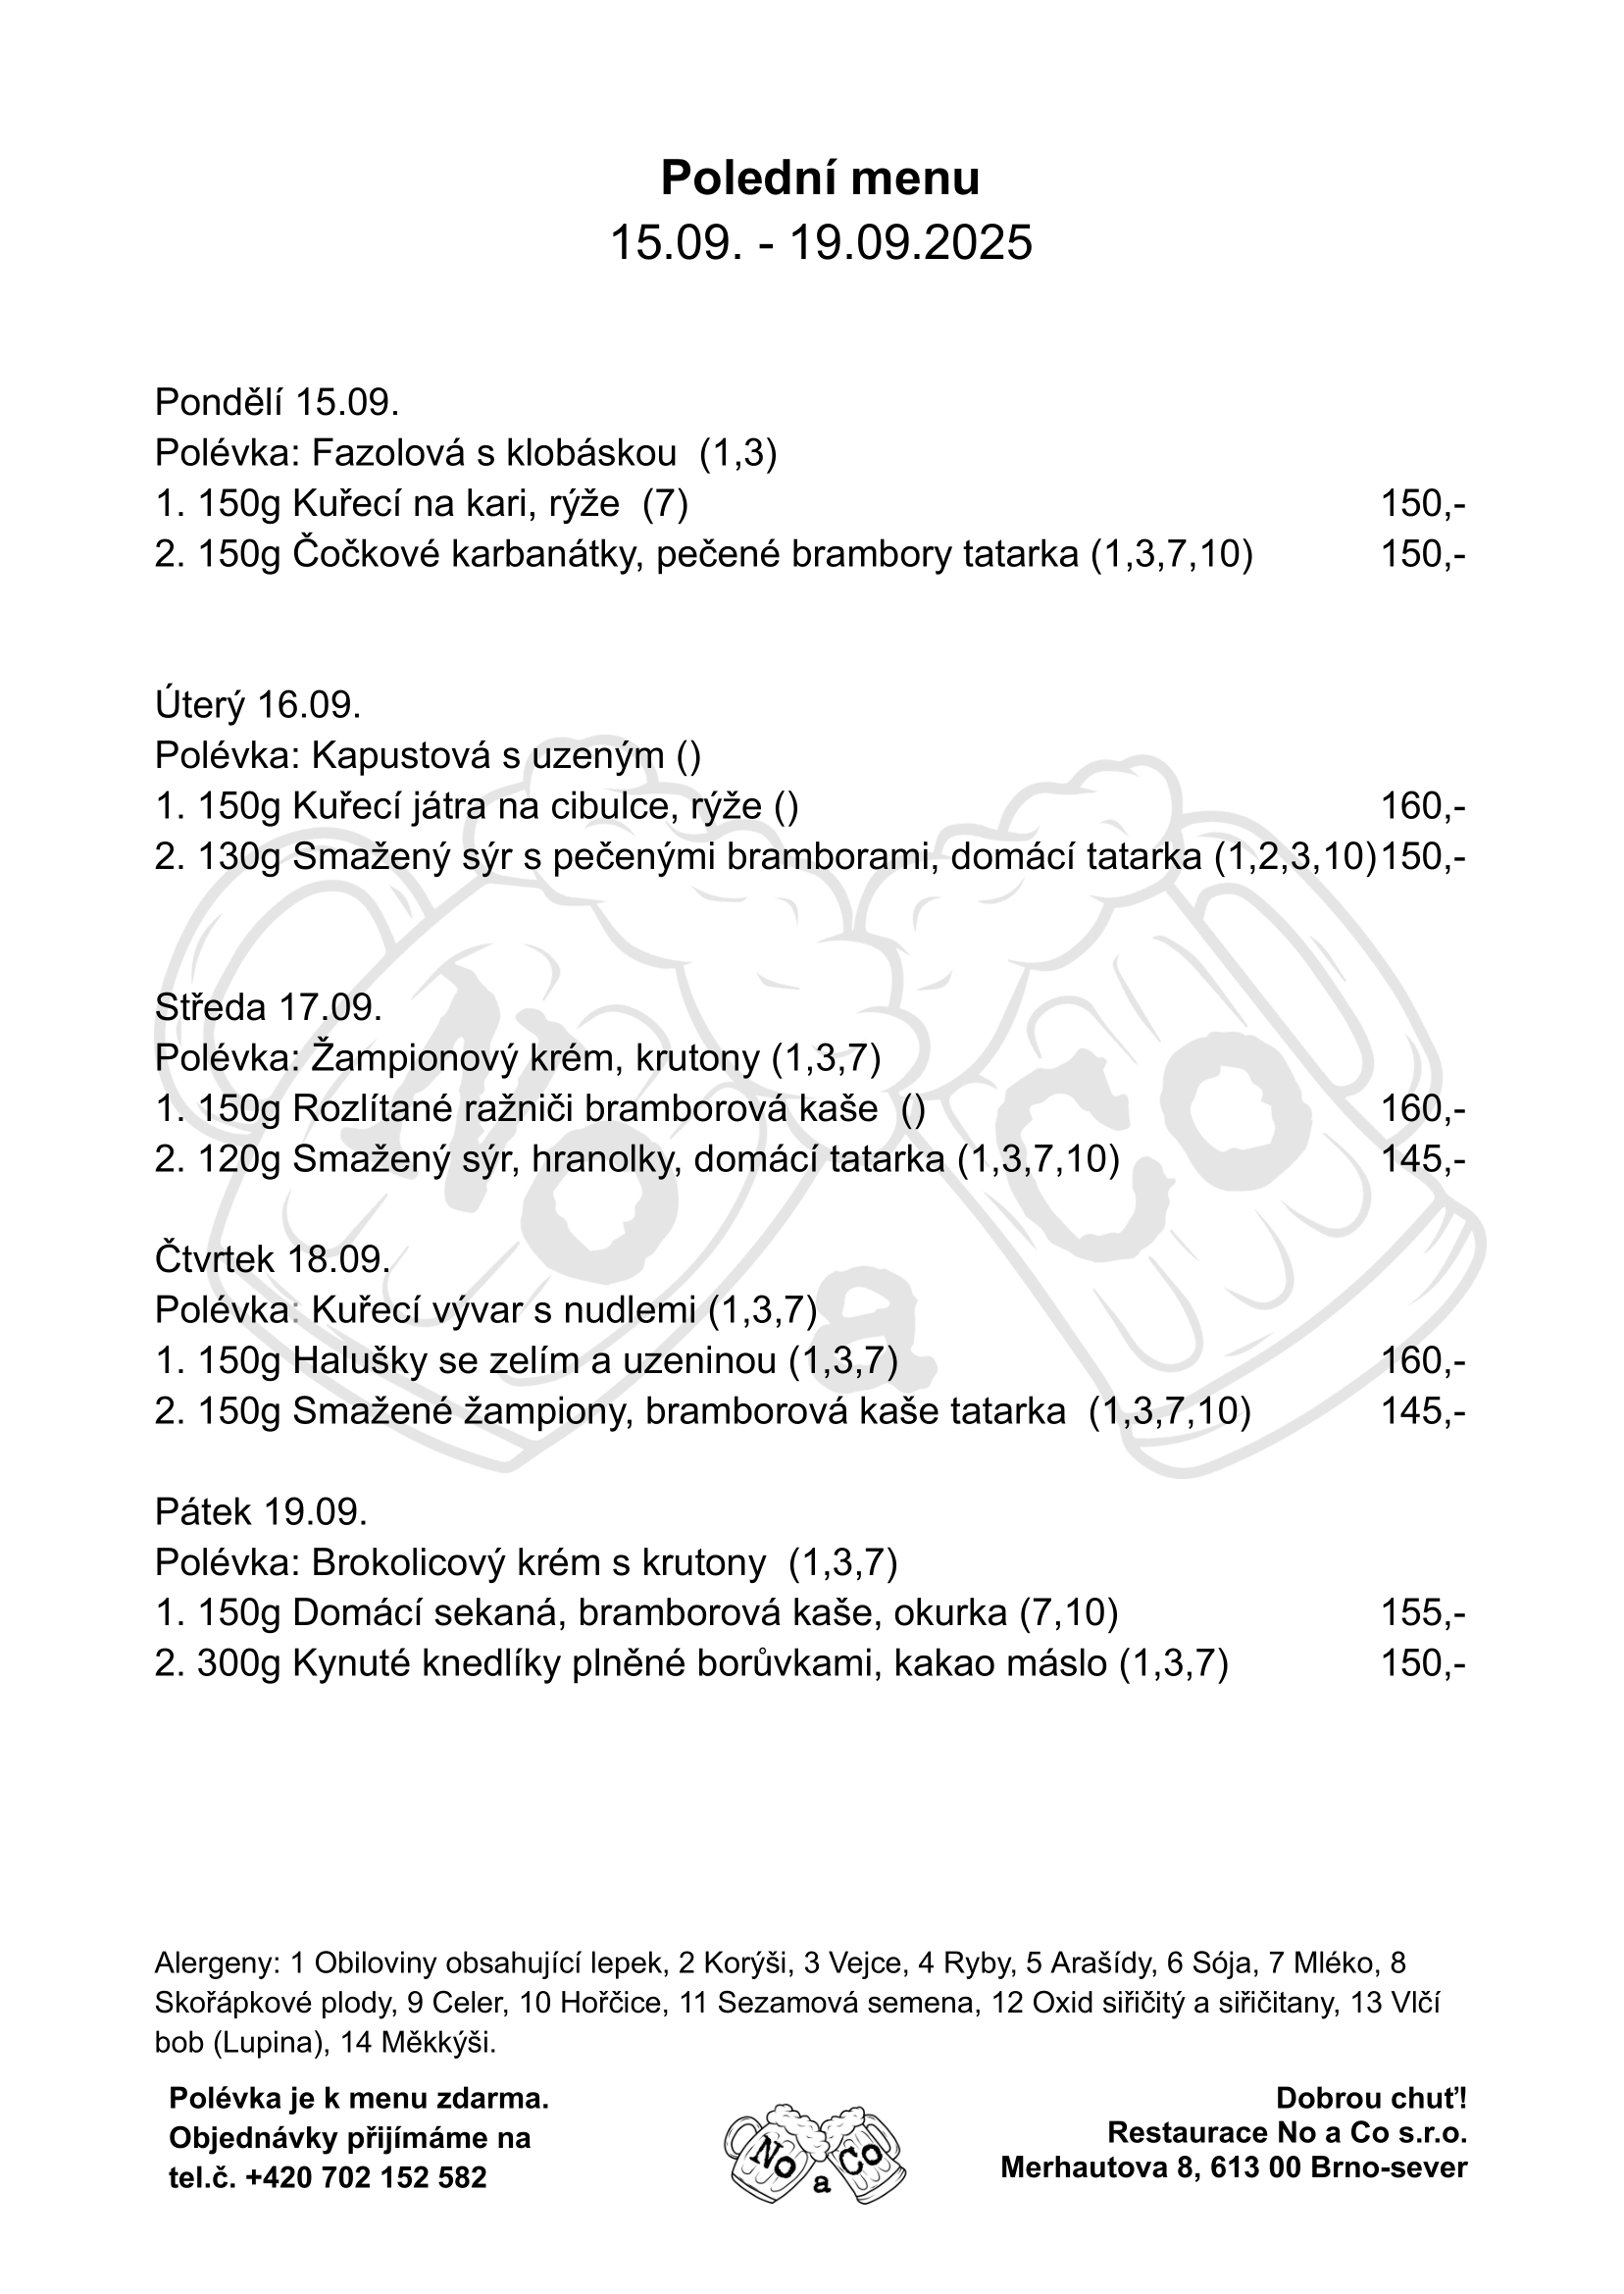 Polední menu
15.09. - 19.09.2025
Pondělí 15.09.
Polévka: Fazolová s klobáskou  (1,3)
1. 150g Kuřecí na kari, rýže  (7) 150,-
2. 150g Čočkové karbanátky, pečené brambory tatarka (1,3,7,10) 150,-
Úterý 16.09.
Polévka: Kapustová s uzeným ()
1. 150g Kuřecí játra na cibulce, rýže () 160,-
2. 130g Smažený sýr s pečenými bramborami, domácí tatarka (1,2,3,10) 150,-
Středa 17.09.
Polévka: Žampionový krém, krutony (1,3,7)
1. 150g Rozlítané ražniči bramborová kaše  () 160,-
2. 120g Smažený sýr, hranolky, domácí tatarka (1,3,7,10) 145,-
Čtvrtek 18.09.
Polévka: Kuřecí vývar s nudlemi (1,3,7)
1. 150g Halušky se zelím a uzeninou (1,3,7) 160,-
2. 150g Smažené žampiony, bramborová kaše tatarka  (1,3,7,10) 145,-
Pátek 19.09.
Polévka: Brokolicový krém s krutony  (1,3,7)
1. 150g Domácí sekaná, bramborová kaše, okurka (7,10) 155,-
2. 300g Kynuté knedlíky plněné borůvkami, kakao máslo (1,3,7) 150,-
No a Co
Alergeny: 1 Obiloviny obsahující lepek, 2 Korýši, 3 Vejce, 4 Ryby, 5 Arašídy, 6 Sója, 7 Mléko, 8
Skořápkové plody, 9 Celer, 10 Hořčice, 11 Sezamová semena, 12 Oxid siřičitý a siřičitany, 13 Vlčí
bob (Lupina), 14 Měkkýši.
Polévka je k menu zdarma.
Objednávky přijímáme na
tel.č. +420 702 152 582
No a Co
Dobrou chuť!
Restaurace No a Co s.r.o.
Merhautova 8, 613 00 Brno-sever